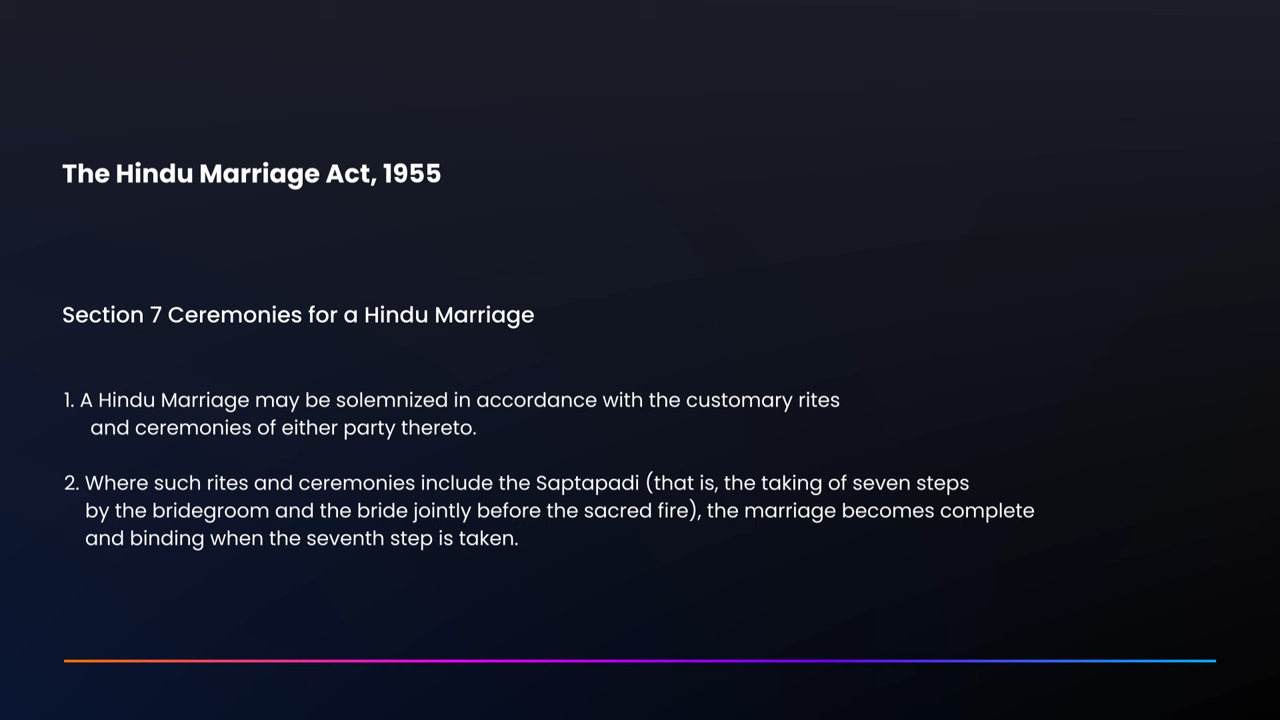 The Hindu Marriage Act, 1955
Section 7 Ceremonies for a Hindu Marriage
1. A Hindu Marriage may be solemnized in accordance with the customary rites
and ceremonies of either party thereto.
2. Where such rites and ceremonies include the Saptapadi (that is, the taking of seven steps
by the bridegroom and the bride jointly before the sacred fire), the marriage becomes complete
and binding when the seventh step is taken.